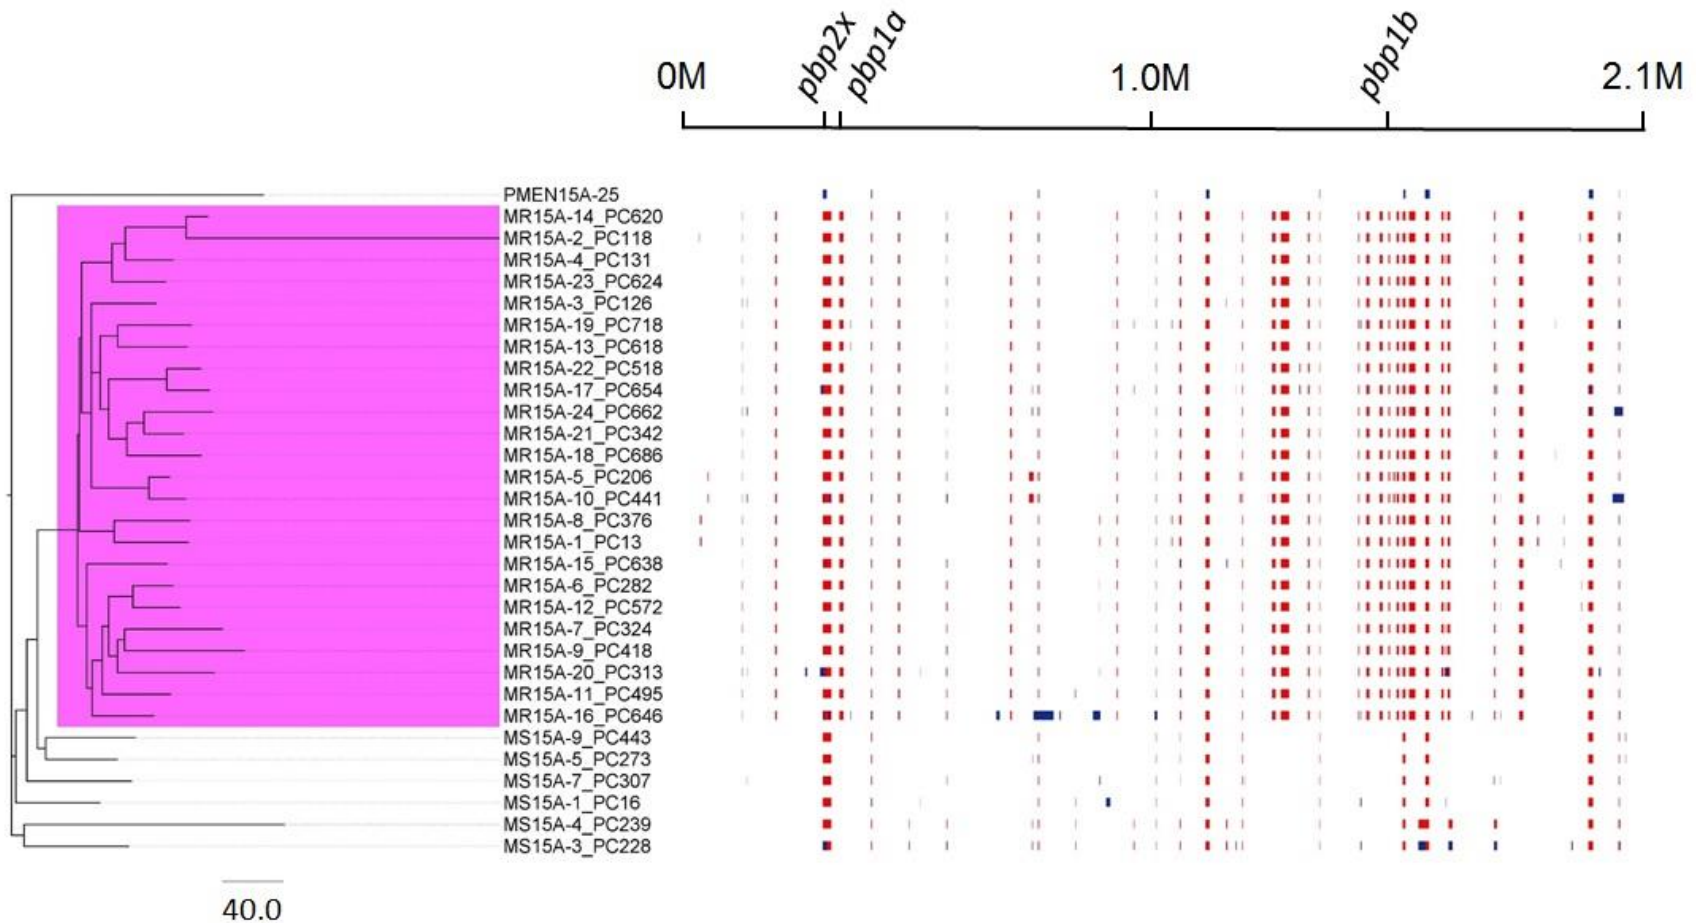 pbp2x
pbp1a
pbp1b
0M
1.0M
2.1M
PMEN15A-25
MR15A-14_PC620
MR15A-2_PC118
MR15A-4_PC131
MR15A-23_PC624
MR15A-3_PC126
MR15A-19_PC718
MR15A-13_PC618
MR15A-22_PC518
MR15A-17_PC654
MR15A-24_PC662
MR15A-21_PC342
MR15A-18_PC686
MR15A-5_PC206
MR15A-10_PC441
MR15A-8_PC376
MR15A-1_PC13
MR15A-15_PC638
MR15A-6_PC282
MR15A-12_PC572
MR15A-7_PC324
MR15A-9_PC418
MR15A-20_PC313
MR15A-11_PC495
MR15A-16_PC646
MS15A-9_PC443
MS15A-5_PC273
MS15A-7_PC307
MS15A-1_PC16
MS15A-4_PC239
MS15A-3_PC228
40.0